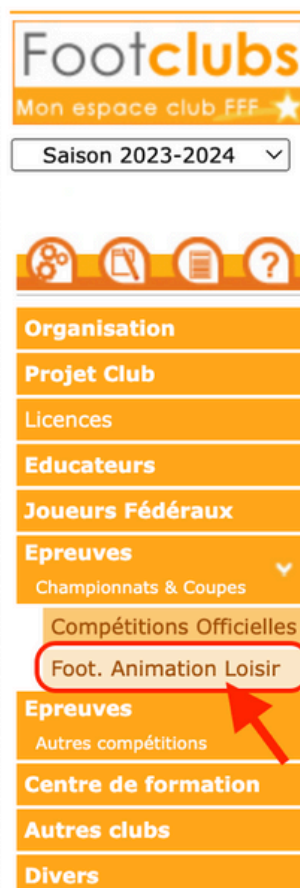 Footclubs
Mon espace club FFF
Saison 2023-2024
?
Organisation
Projet Club
Licences
Educateurs
Joueurs Fédéraux
Epreuves
Championnats & Coupes
Compétitions Officielles
Foot. Animation Loisir
Epreuves
Autres compétitions
Centre de formation
Autres clubs
Divers